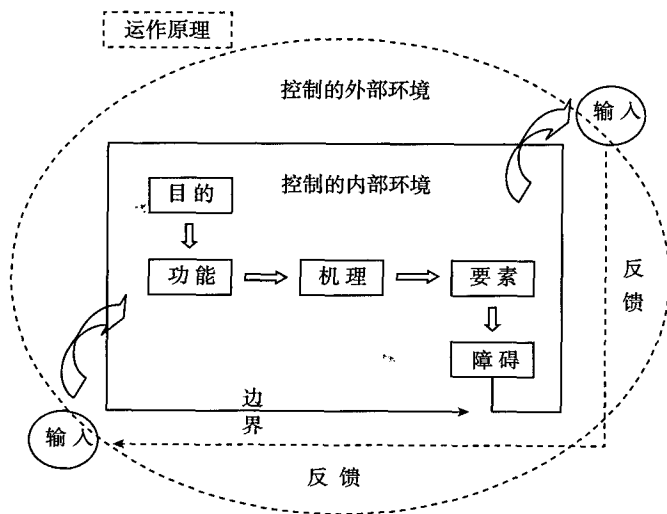 运作原理
控制的外部环境
输入
控制的内部环境
目的
功能
机理
要素
反馈
障碍
边界
输入
反馈